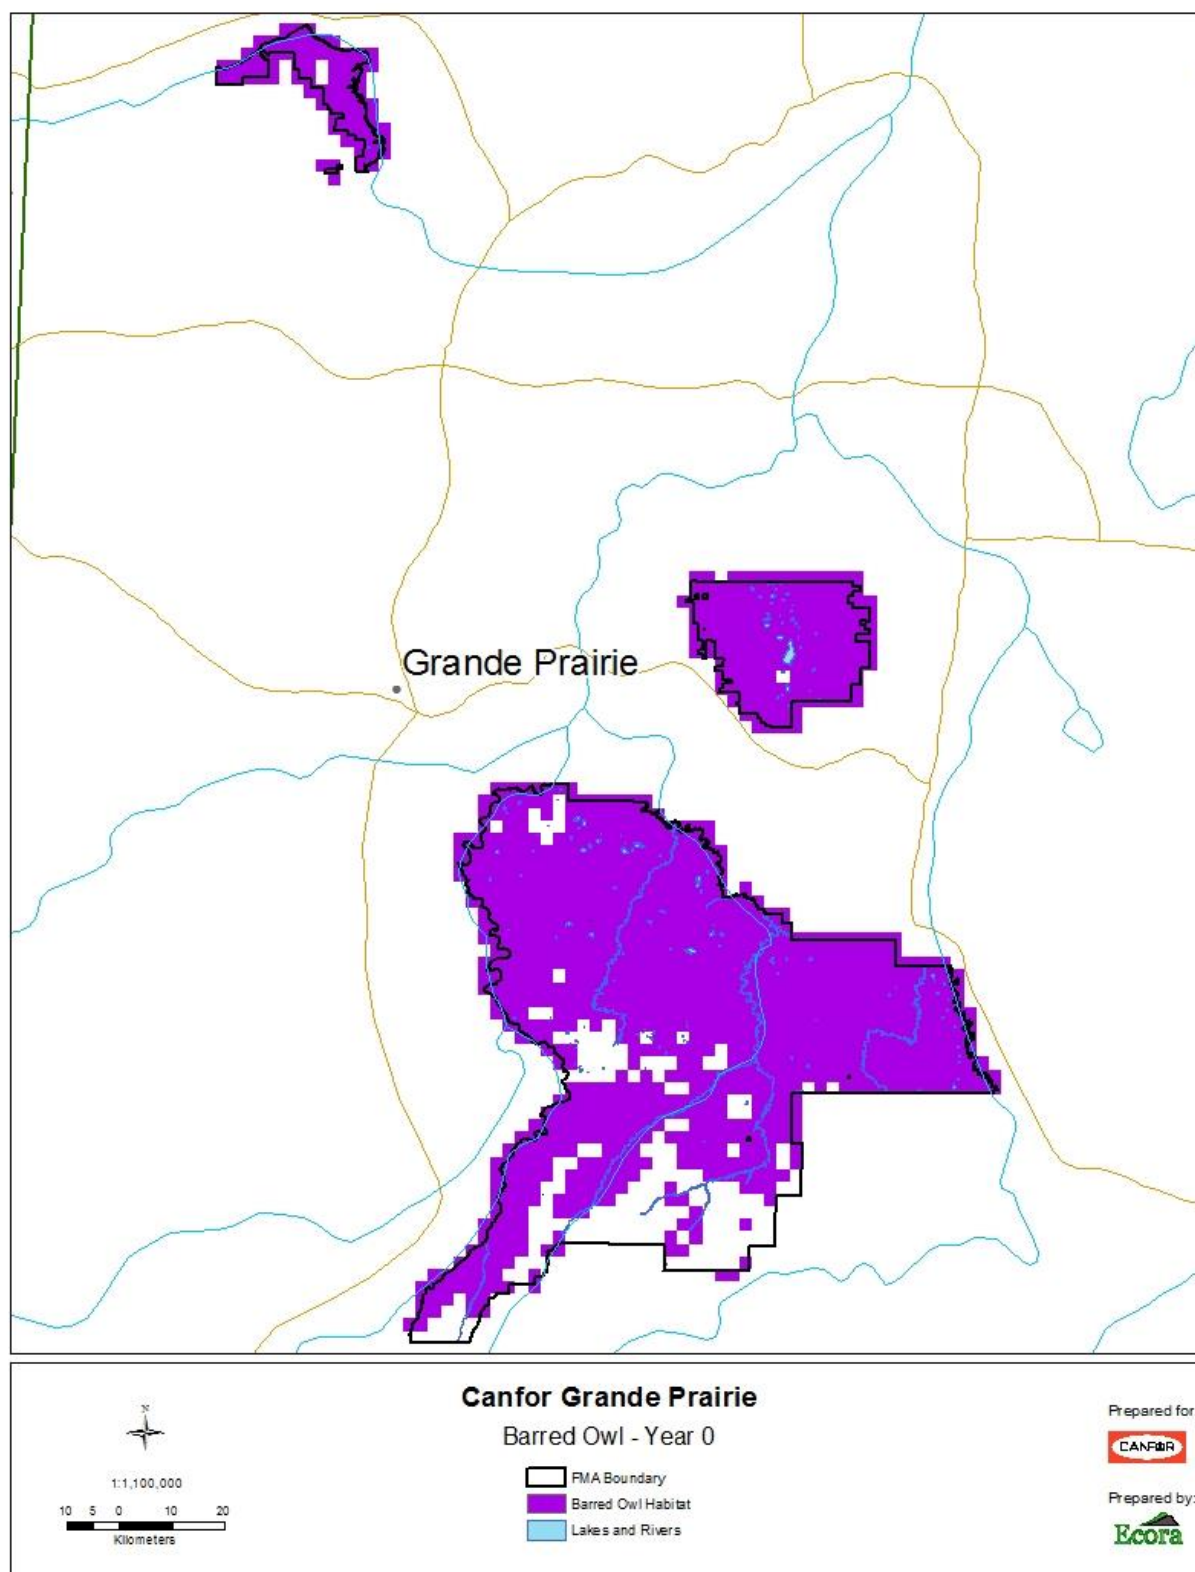 Grande Prairie
Canfor Grande Prairie
Barred Owl - Year 0
FMA Boundary
Barred Owl Habitat
Lakes and Rivers
N
1:1,100,000
10 5 0 10 20
Kilometers
Prepared for
CANFOR
Prepared by:
Ecora